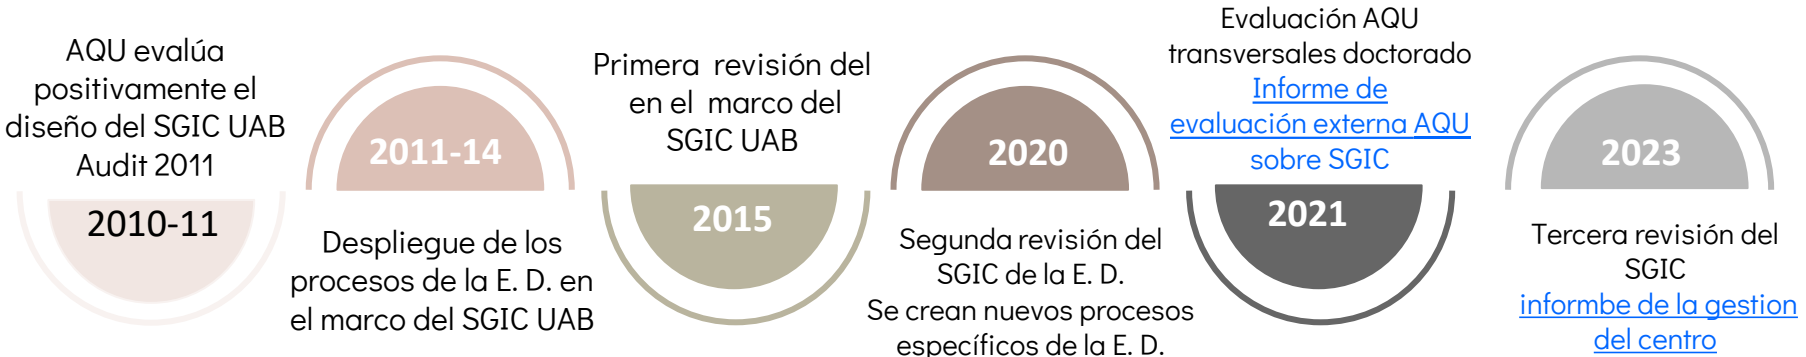 AQU evalúa
positivamente el
diseño del SGIC UAB
Audit 2011
2010-11
2011-14
Despliegue de los
procesos de la E. D. en
el marco del SGIC UAB
Primera revisión del
en el marco del
SGIC UAB
2015
2020
Segunda revisión del
SGIC de la E. D.
Se crean nuevos procesos
específicos de la E. D.
Evaluación AQU
transversales doctorado
Informe de
evaluación externa AQU
sobre SGIC
2021
2023
Tercera revisión del
SGIC
informbe de la gestion
del centro